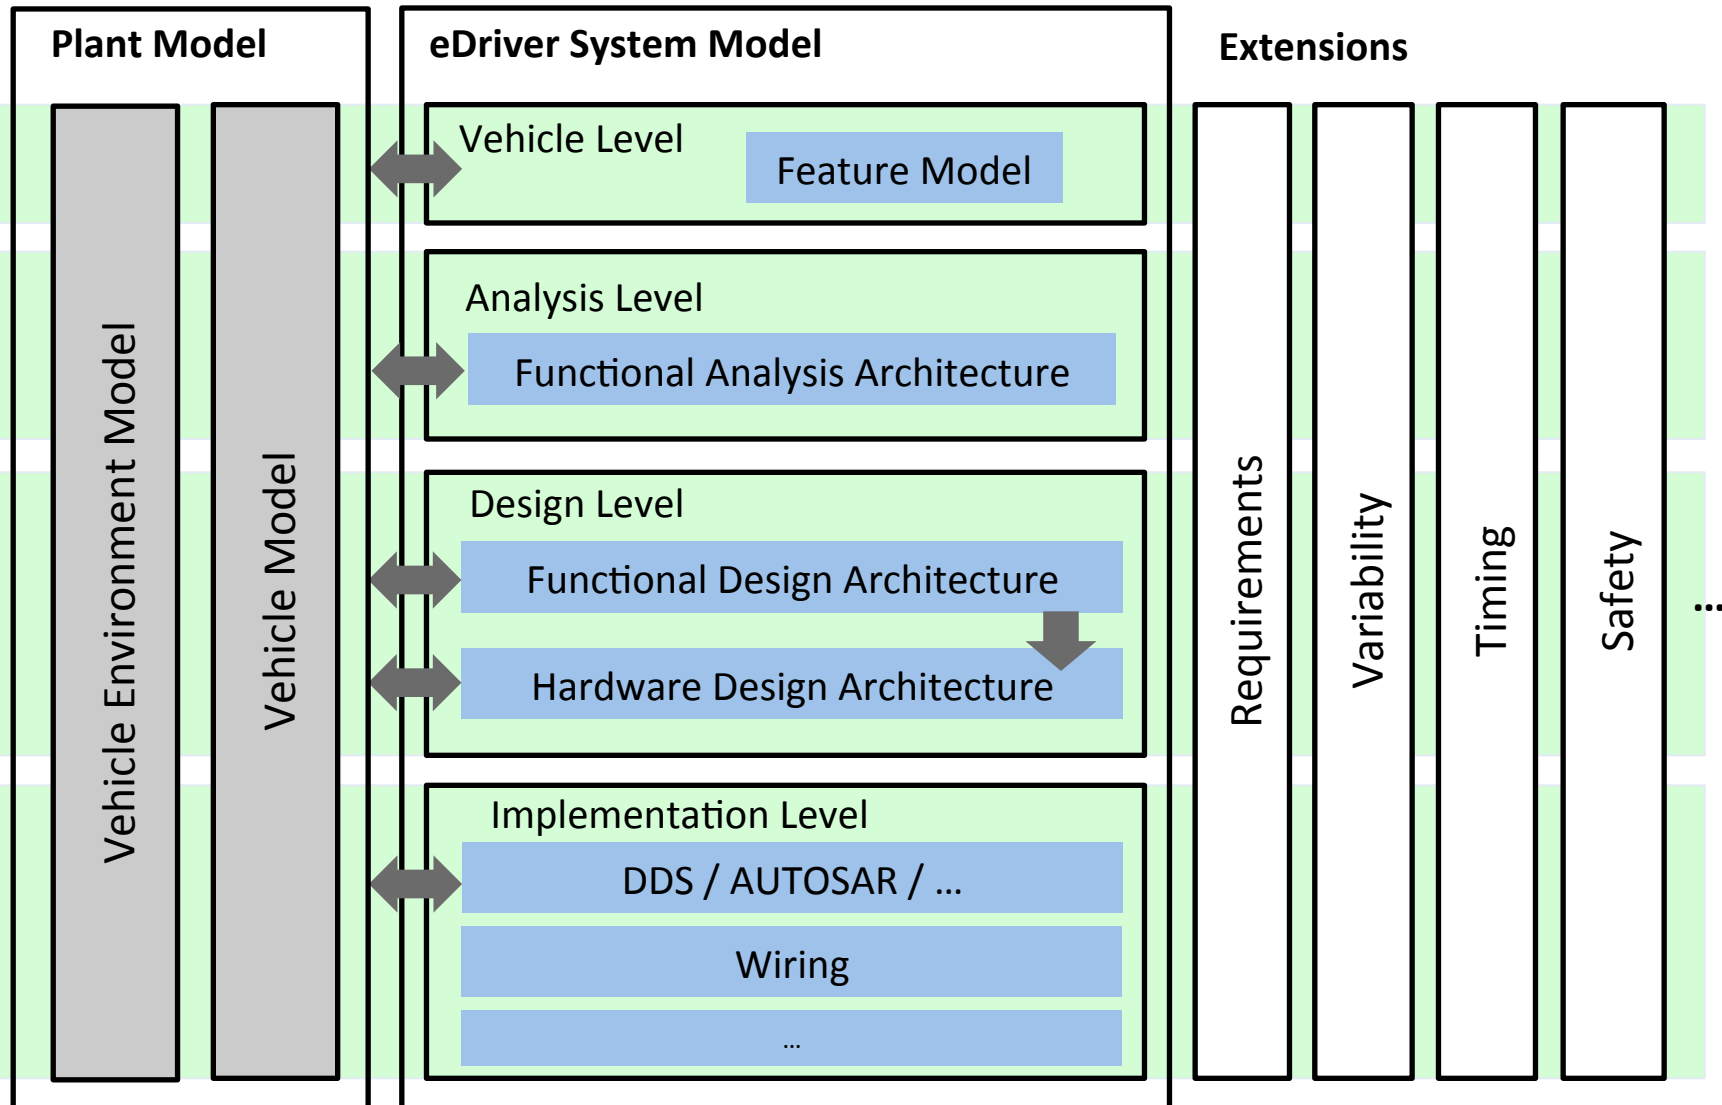 Plant Model
eDriver System Model
Extensions
Vehicle Environment Model
Vehicle Model
Vehicle Level
Feature Model
Analysis Level
Functional Analysis Architecture
Design Level
Functional Design Architecture
Hardware Design Architecture
Implementation Level
DDS / AUTOSAR / ...
Wiring
...
Requirements
Variability
Timing
Safety
...